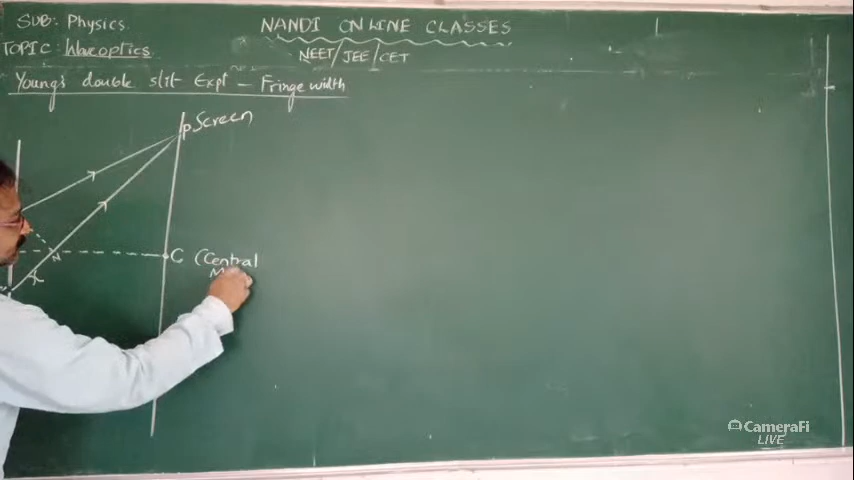 SUB: Physics
NANDI ONLINE CLASSES
TOPIC: Waveoptics
NEET/JEE/CET
Young's double slit Expt - Fringe width
P Screen
N
C (Central
x
CameraFi
LIVE